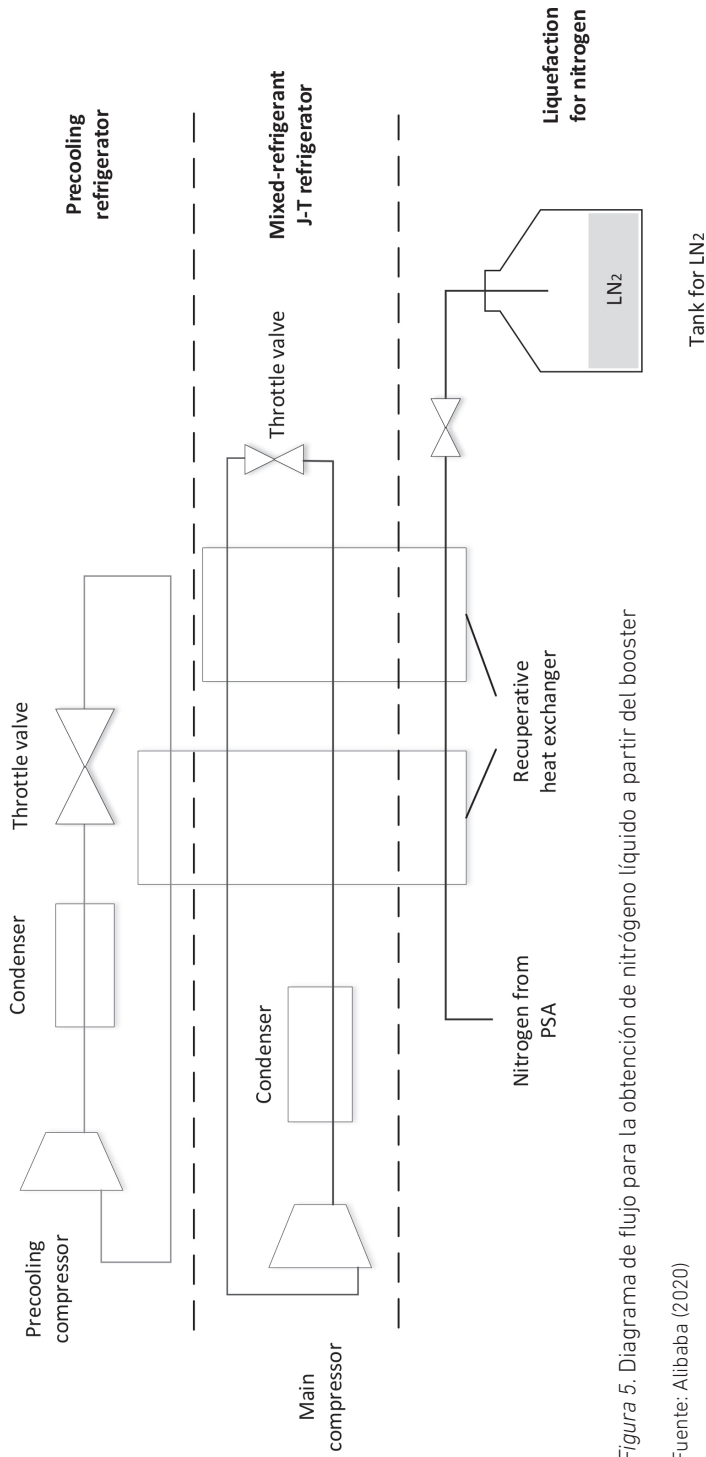 Precooling
refrigerator
Throttle valve
Condenser
Precooling
compressor
Mixed-refrigerant
J-T refrigerator
Throttle valve
Condenser
Main
compressor
Liquefaction
for nitrogen
LN2
Tank for LN2
Recuperative
heat exchanger
Nitrogen from
PSA
Figura 5. Diagrama de flujo para la obtención de nitrógeno líquido a partir del booster
Fuente: Alibaba (2020)